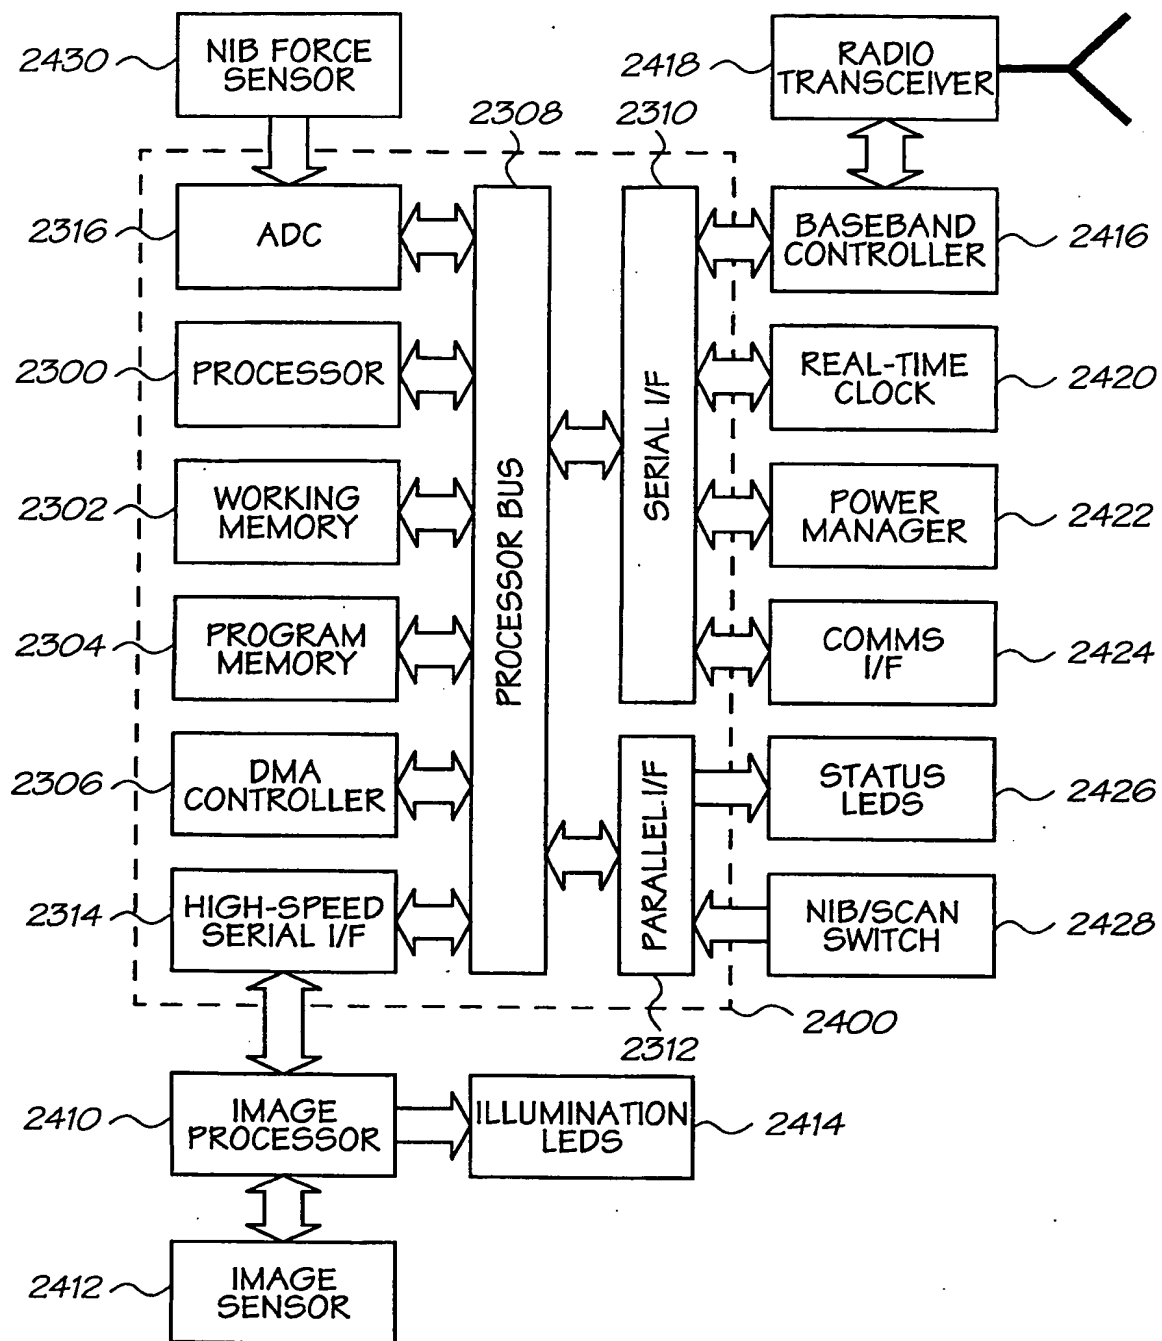 2430
NIB FORCE
SENSOR
2418
RADIO
TRANSCEIVER
2308
2310
2316
ADC
BASEBAND
CONTROLLER
2416
2300
PROCESSOR
REAL-TIME
CLOCK
2420
2302
WORKING
MEMORY
PROCESSOR BUS
SERIAL I/F
POWER
MANAGER
2422
2304
PROGRAM
MEMORY
COMMS
I/F
2424
2306
DMA
CONTROLLER
PARALLEL-I/F
STATUS
LEDS
2426
2314
HIGH-SPEED
SERIAL I/F
NIB/SCAN
SWITCH
2428
2400
2312
2410
IMAGE
PROCESSOR
ILLUMINATION
LEDS
2414
2412
IMAGE
SENSOR